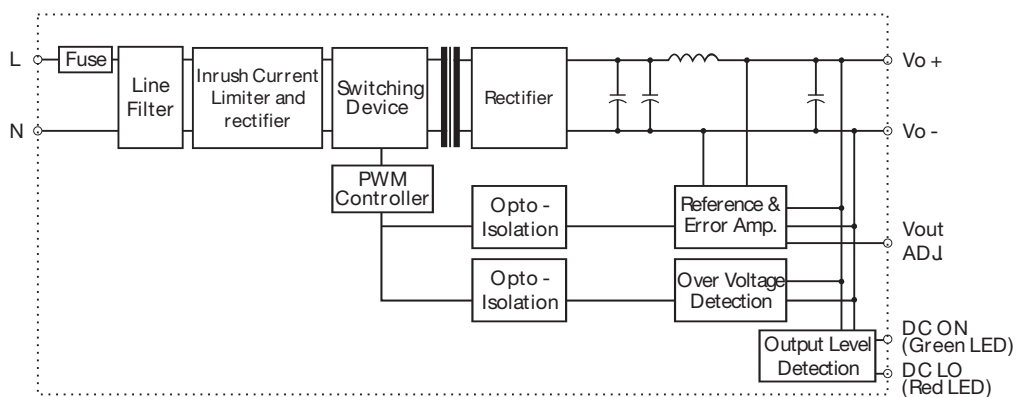 L
Fuse
N
Line
Filter
Inrush Current
Limiter and
rectifier
Switching
Device
Rectifier
Vo +
Vo -
PWM
Controller
Opto -
Isolation
Reference &
Error Amp.
Vout
ADJ.
Opto -
Isolation
Over Voltage
Detection
Output Level
Detection
DC ON
(Green LED)
DC LO
(Red LED)